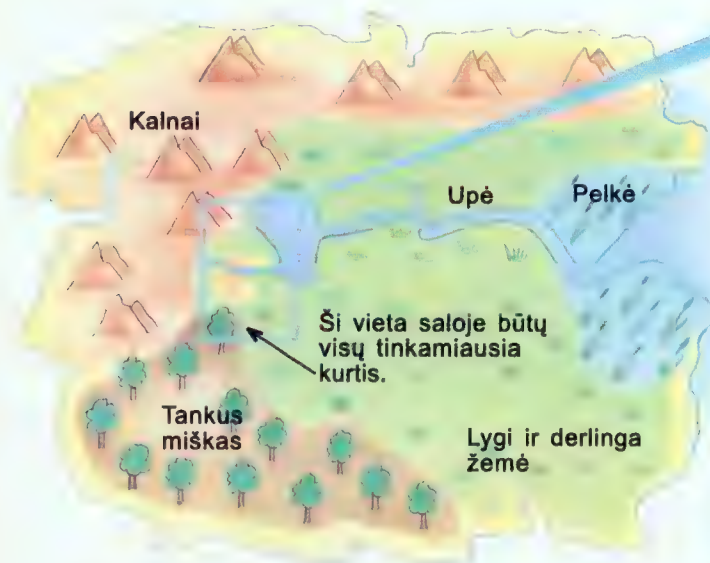 Kalnai
Upė
Pelkė
Ši vieta saloje būtų
visų tinkamiausia
kurtis.
Tankus
miškas
Lygi ir derlinga
žemė